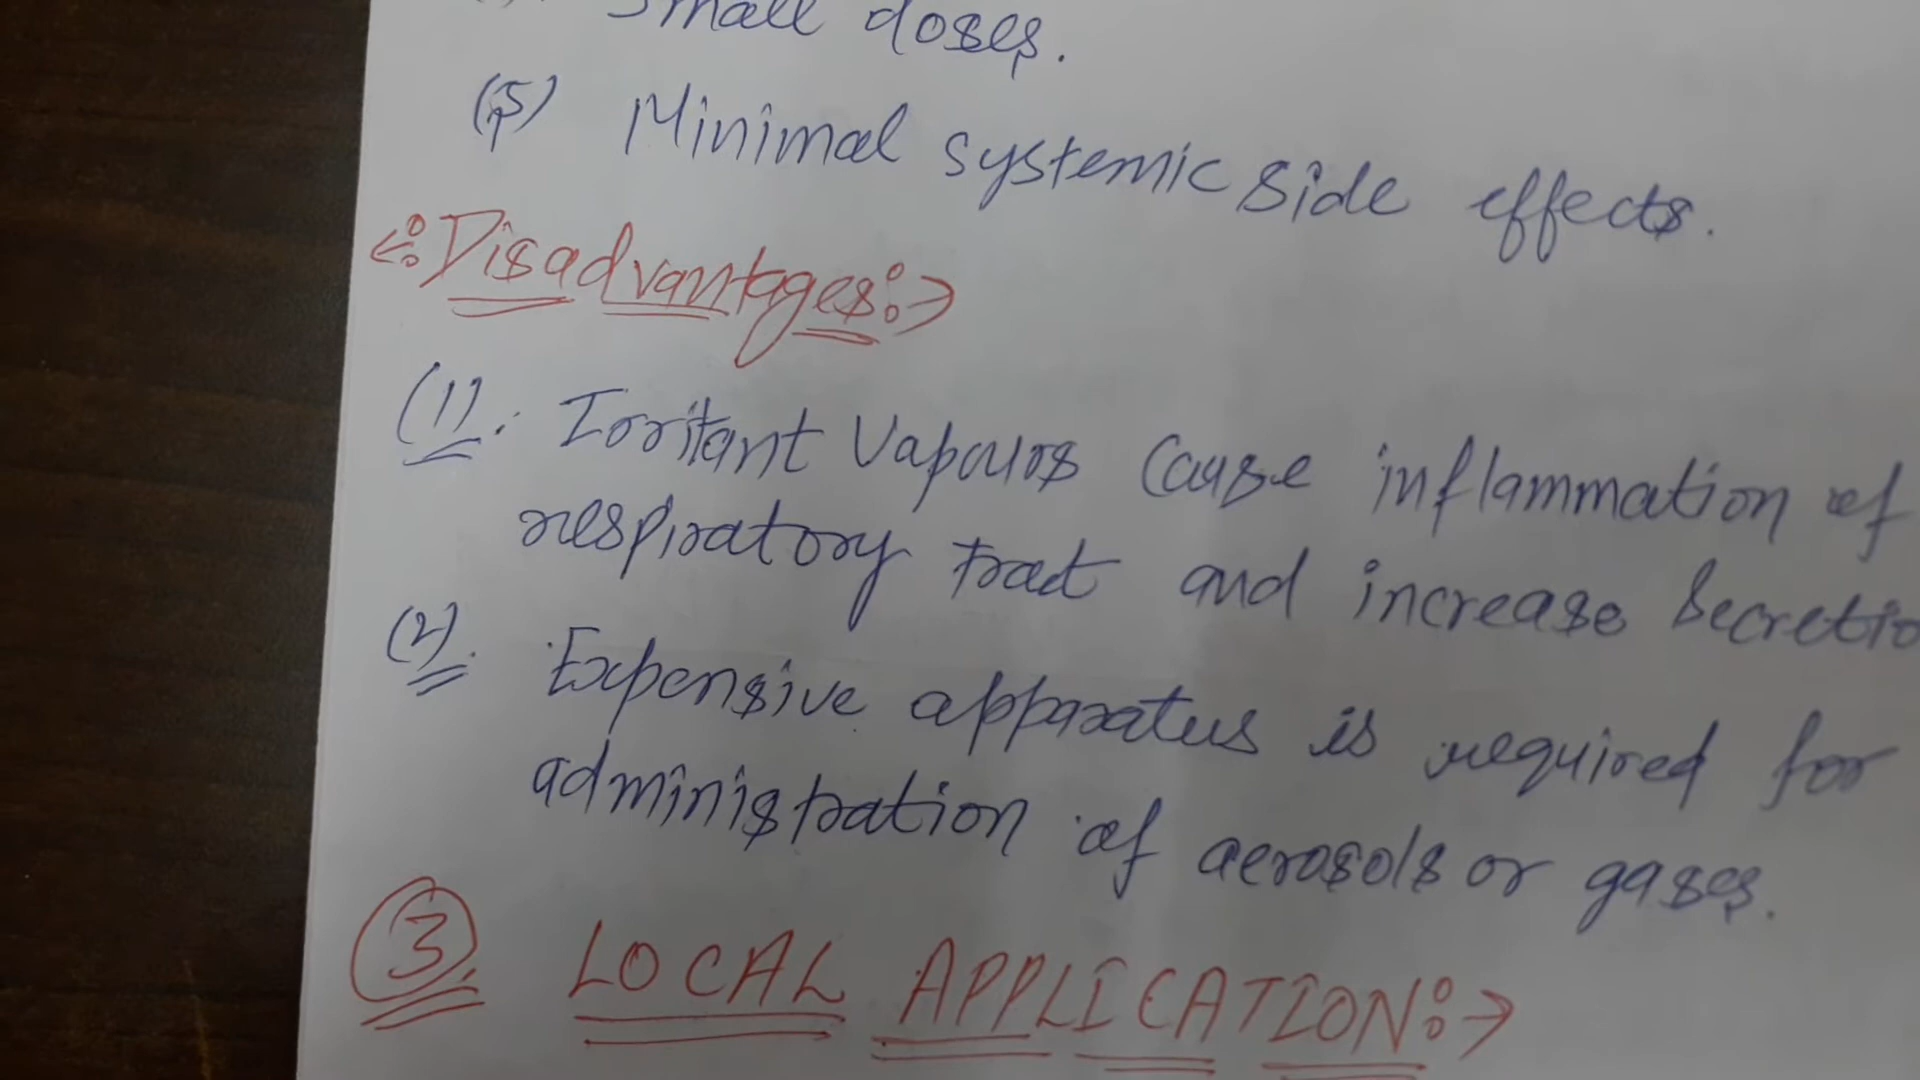 Small doses.
(5) Minimal systemic side effects.
<:Disadvantages:->
(1). Irritant Vapours cause inflammation of
respiratory tract and increase secretio
(2). Expensive apparatus is required for
administration of aerosols or gases.
3. LOCAL APPLICATION:->